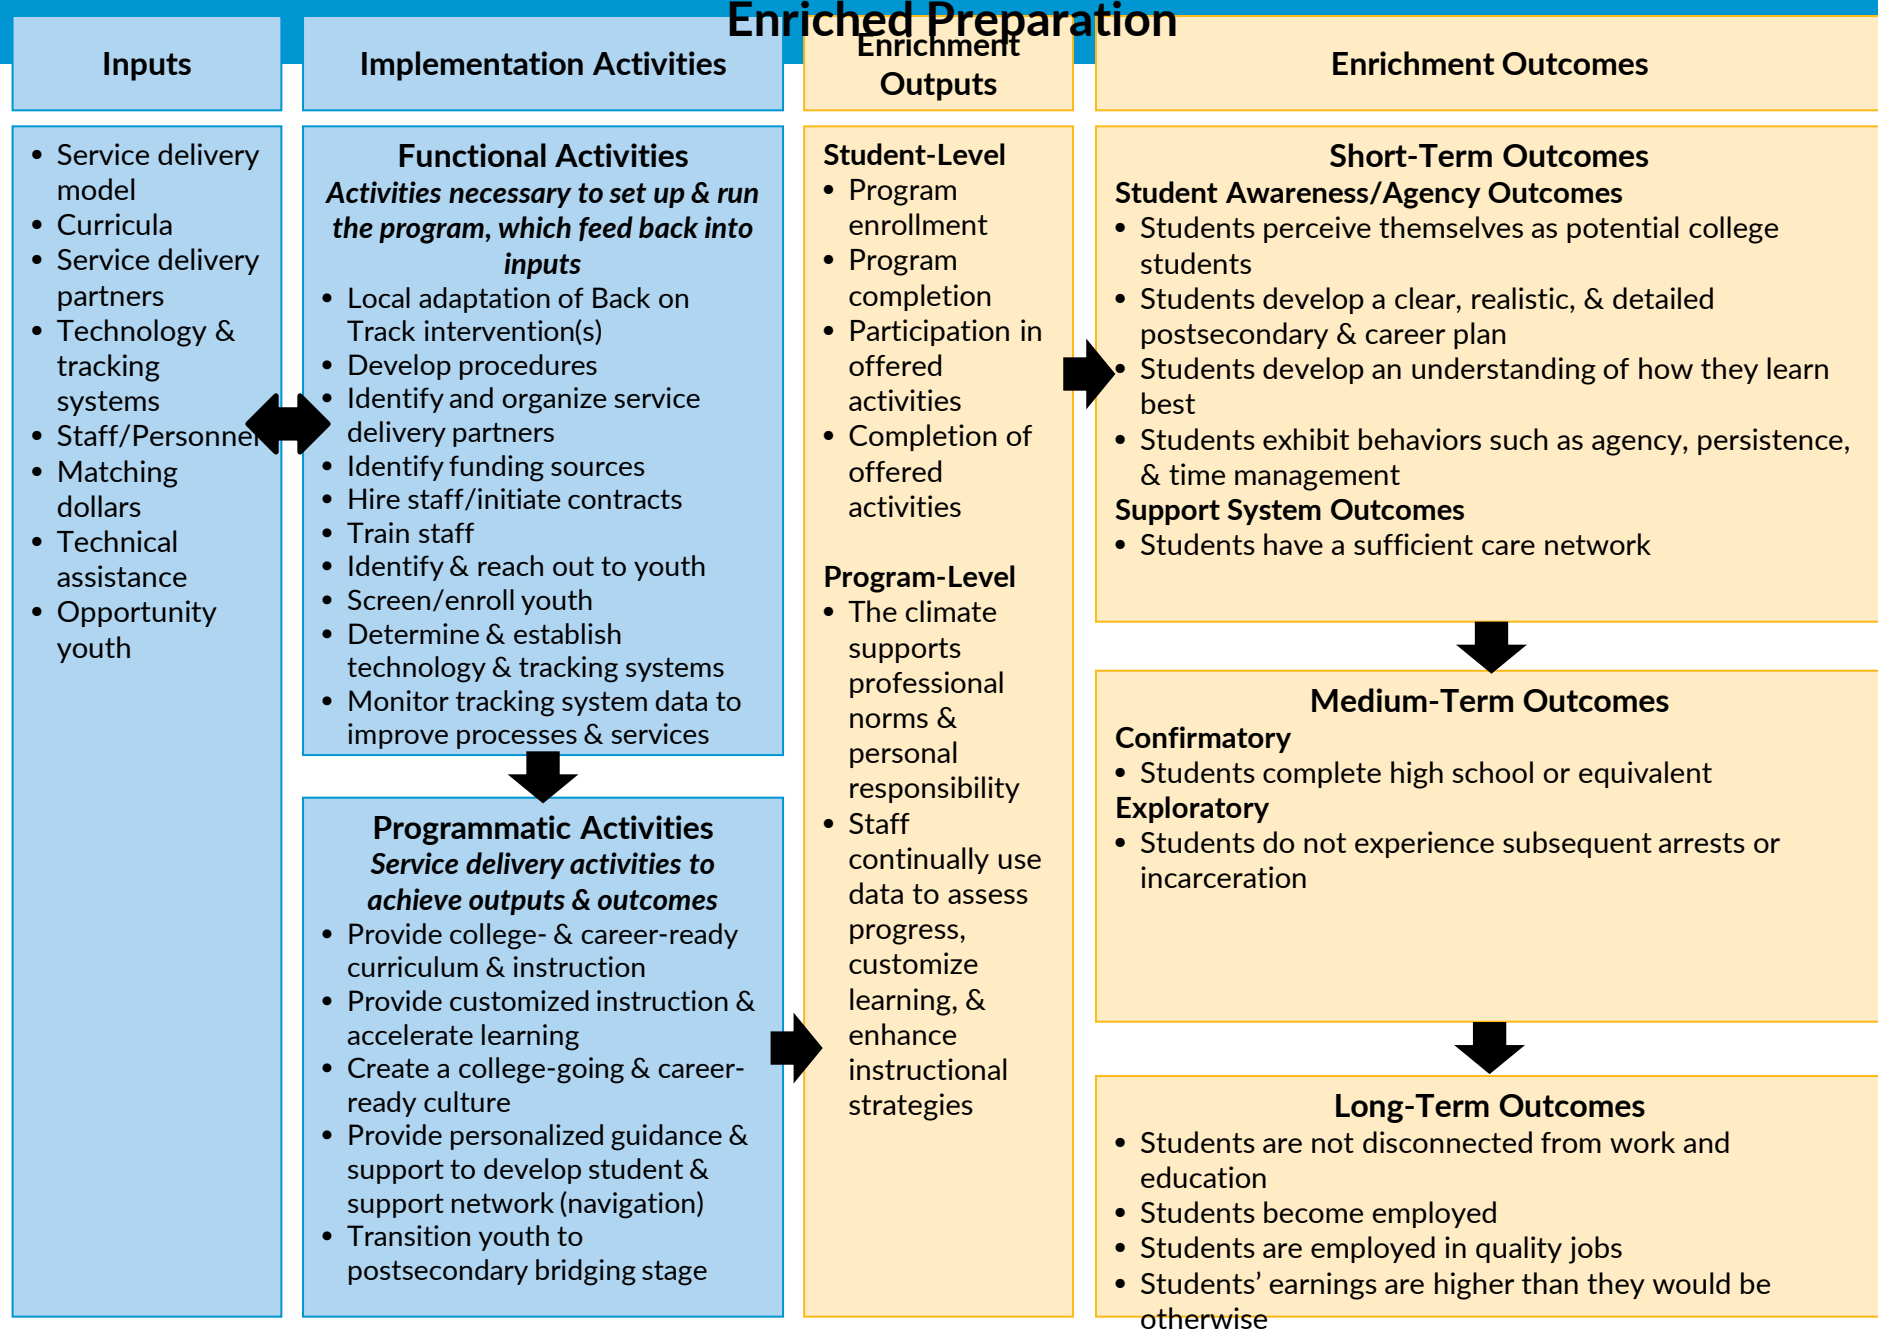 Enriched Preparation
Inputs
Implementation Activities
Enrichment
Outputs
Enrichment Outcomes
• Service delivery
model
• Curricula
• Service delivery
partners
• Technology &
tracking
systems
• Staff/Personnel
• Matching
dollars
• Technical
assistance
• Opportunity
youth
Functional Activities
Activities necessary to set up & run
the program, which feed back into
inputs
• Local adaptation of Back on
Track intervention(s)
• Develop procedures
• Identify and organize service
delivery partners
• Identify funding sources
• Hire staff/initiate contracts
• Train staff
• Identify & reach out to youth
• Screen/enroll youth
• Determine & establish
technology & tracking systems
• Monitor tracking system data to
improve processes & services
Programmatic Activities
Service delivery activities to
achieve outputs & outcomes
• Provide college- & career-ready
curriculum & instruction
• Provide customized instruction &
accelerate learning
• Create a college-going & career-
ready culture
• Provide personalized guidance &
support to develop student &
support network (navigation)
• Transition youth to
postsecondary bridging stage
Student-Level
• Program
enrollment
• Program
completion
• Participation in
offered
activities
• Completion of
offered
activities
Program-Level
• The climate
supports
professional
norms &
personal
responsibility
• Staff
continually use
data to assess
progress,
customize
learning, &
enhance
instructional
strategies
Short-Term Outcomes
Student Awareness/Agency Outcomes
• Students perceive themselves as potential college
students
• Students develop a clear, realistic, & detailed
postsecondary & career plan
• Students develop an understanding of how they learn
best
• Students exhibit behaviors such as agency, persistence,
& time management
Support System Outcomes
• Students have a sufficient care network
Medium-Term Outcomes
Confirmatory
• Students complete high school or equivalent
Exploratory
• Students do not experience subsequent arrests or
incarceration
Long-Term Outcomes
• Students are not disconnected from work and
education
• Students become employed
• Students are employed in quality jobs
• Students’ earnings are higher than they would be
otherwise